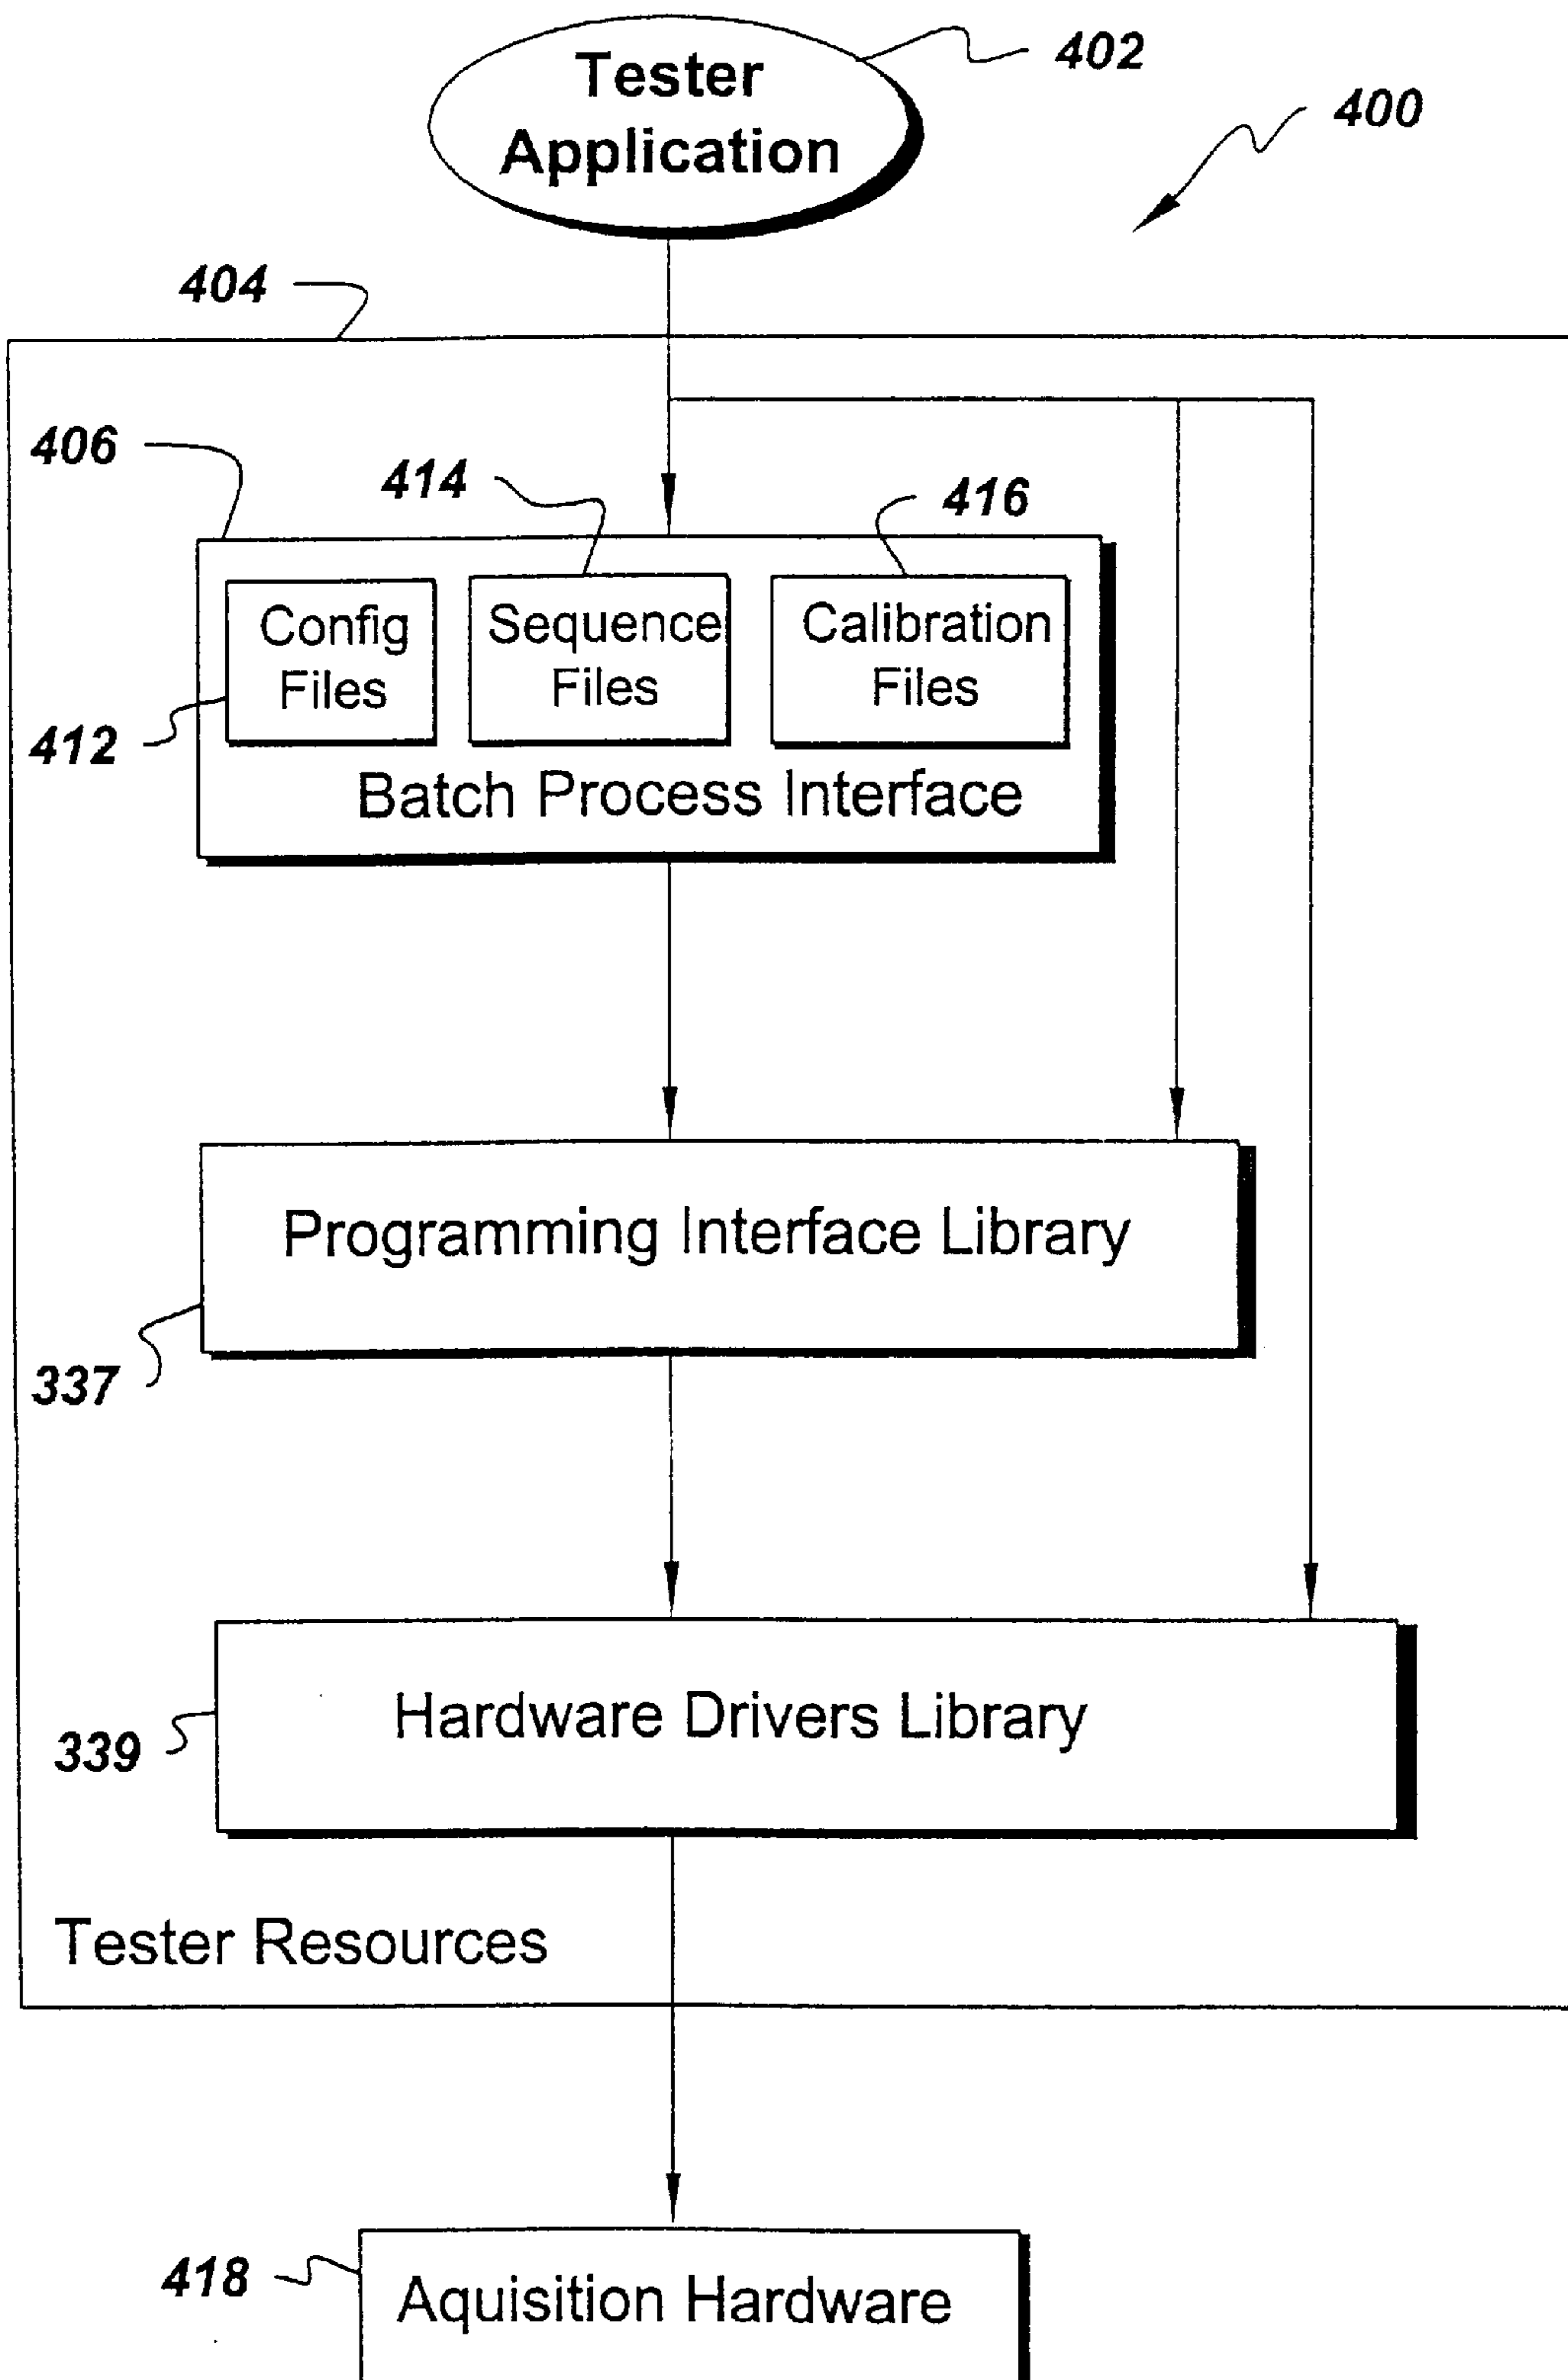 Tester
Application
402
400
404
406
414
416
Config
Files
Sequence
Files
Calibration
Files
412
Batch Process Interface
Programming Interface Library
337
Hardware Drivers Library
339
Tester Resources
418
Aquisition Hardware